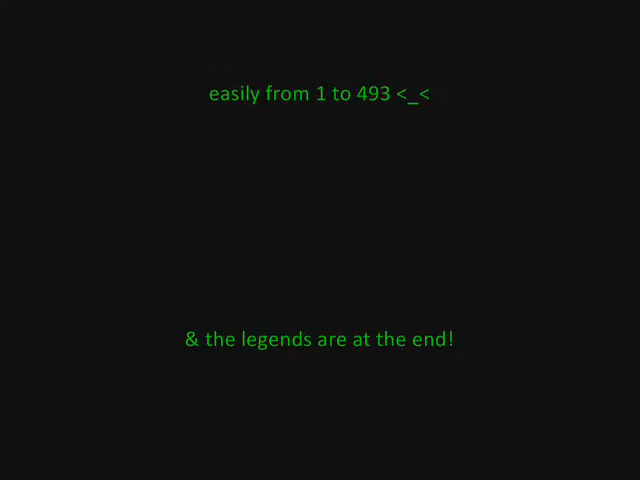 easily from 1 to 493 <_<
& the legends are at the end!